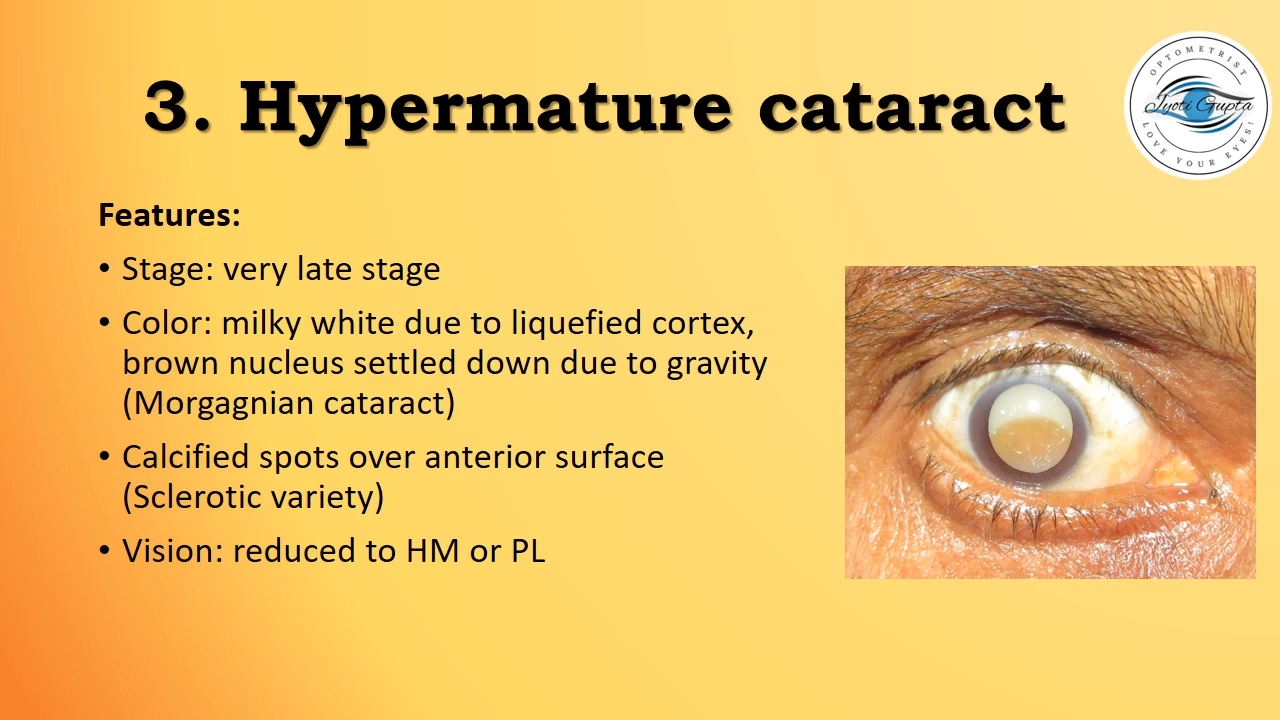 3. Hypermature cataract
OPTOMETRIST
Jyoti Gupta
LOVE YOUR EYES!
Features:
• Stage: very late stage
• Color: milky white due to liquefied cortex,
brown nucleus settled down due to gravity
(Morgagnian cataract)
• Calcified spots over anterior surface
(Sclerotic variety)
• Vision: reduced to HM or PL